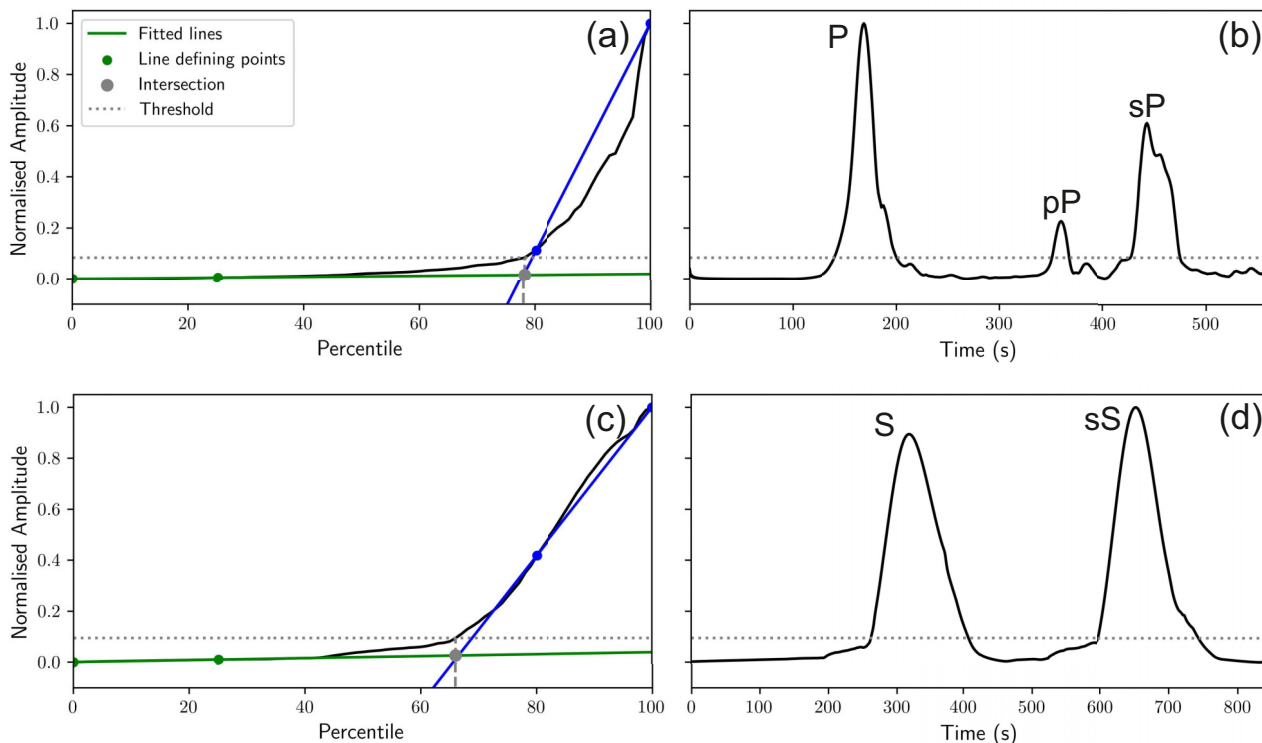 (a)
Fitted lines
Line defining points
Intersection
Threshold
Normalised Amplitude
1.0
0.8
0.6
0.4
0.2
0.0
0 20 40 60 80 100
Percentile
(b)
P
pP
sP
0 100 200 300 400 500
Time (s)
(c)
Normalised Amplitude
1.0
0.8
0.6
0.4
0.2
0.0
0 20 40 60 80 100
Percentile
(d)
S
sS
0 100 200 300 400 500 600 700 800
Time (s)